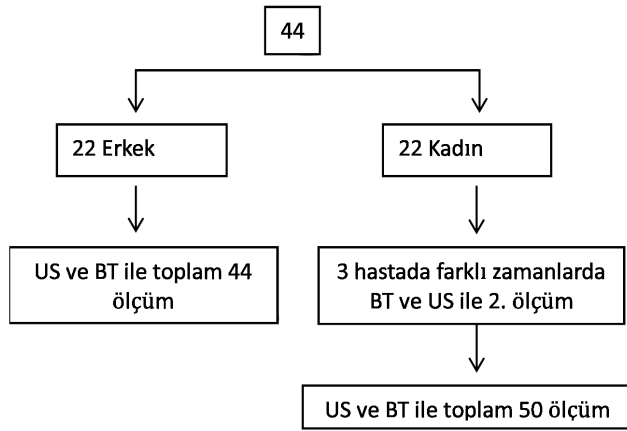 44
22 Erkek
22 Kadın
US ve BT ile toplam 44
ölçüm
3 hastada farklı zamanlarda
BT ve US ile 2. ölçüm
US ve BT ile toplam 50 ölçüm